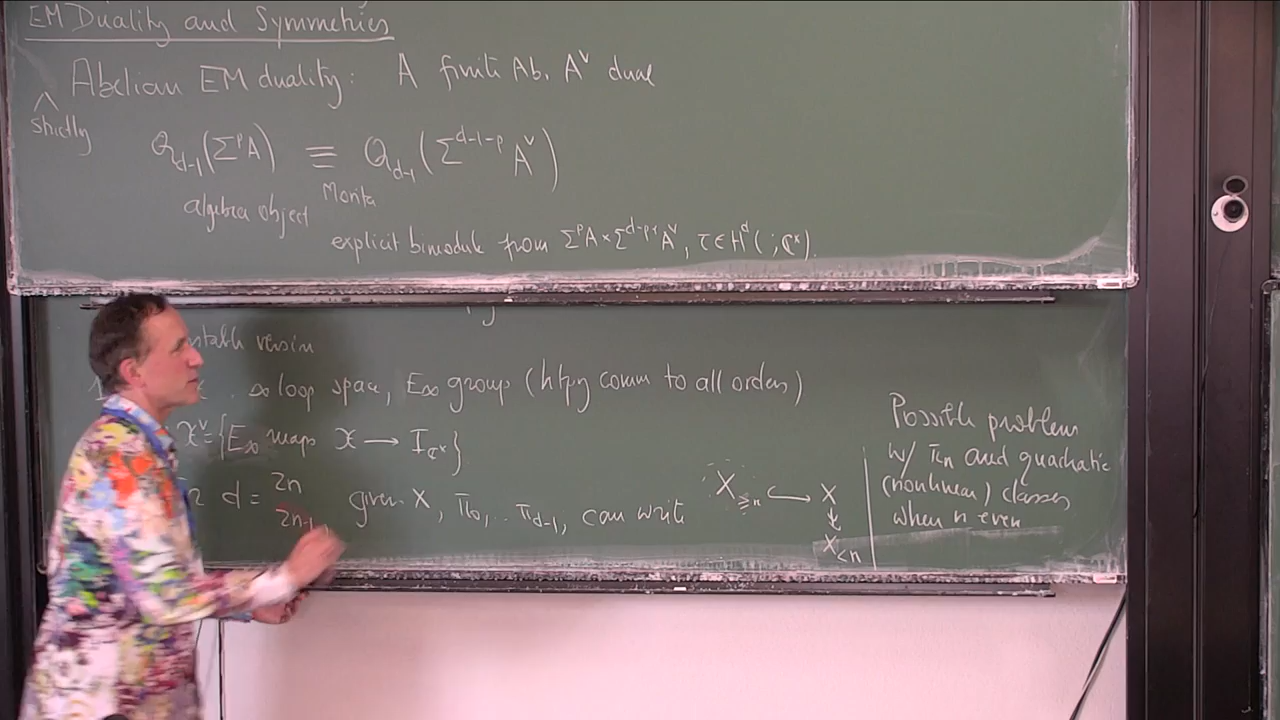 EM Duality and Symmetries
Abelian EM duality: A finite Ab. A^∨ dual
^
strictly
Q_{d-1}(Σ^p A) ≡ Q_{d-1}(Σ^{d-1-p} A^∨)
Morita
algebra object
explicit bimodule from Σ^p A × Σ^{d-p-1} A^∨, τ ∈ H^d( ; ℂ^×).
stable version
∞ loop space, E∞ group (htpy comm to all orders)
X^∨ = {E∞ maps X → I_{ℂ^×}}
d = 2n
2n-1
given X, π_0, .. π_{d-1}, can write
X_{≥n} ↪ X
↓
X_{<n}
Possible problem
w/ π_n and quadratic
(nonlinear) classes
when n even